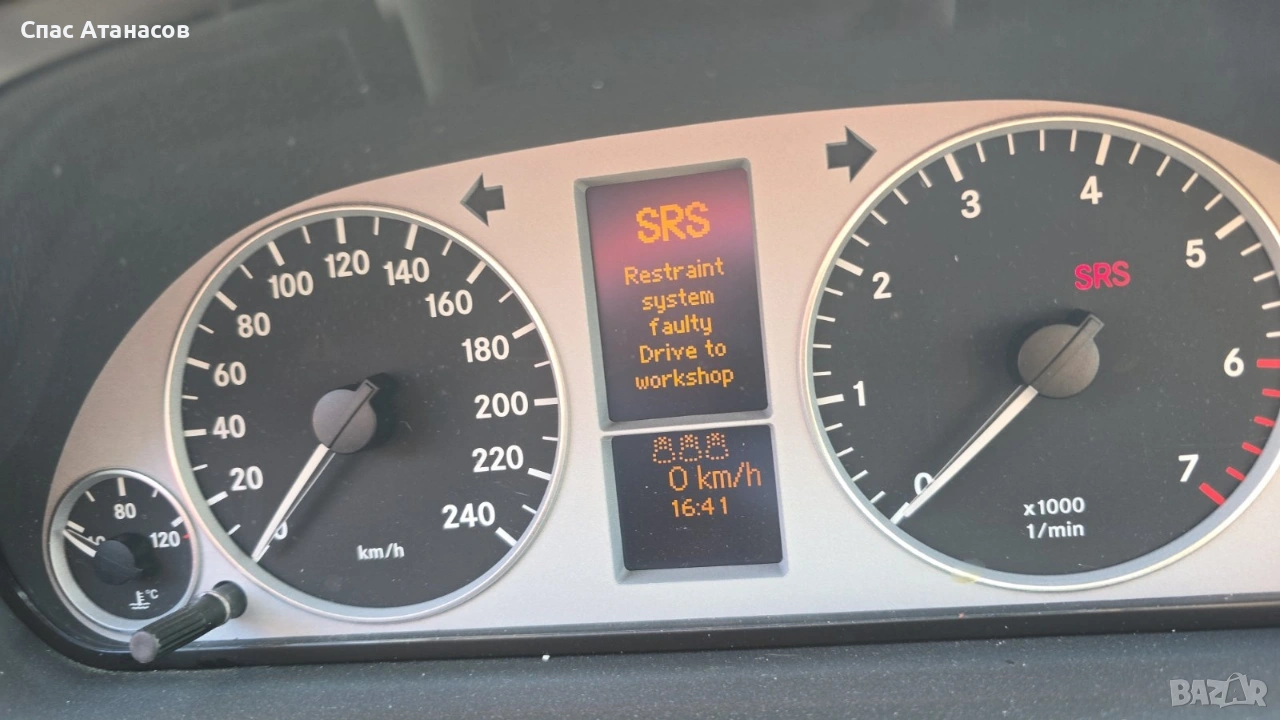 Спас Атанасов
SRS
Restraint
system
faulty
Drive to
workshop
0 km/h
16:41
20
40
60
80
100
120
140
160
180
200
220
240
km/h
80
120
°C
0
1
2
3
4
5
6
7
SRS
x1000
1/min
BAZAR